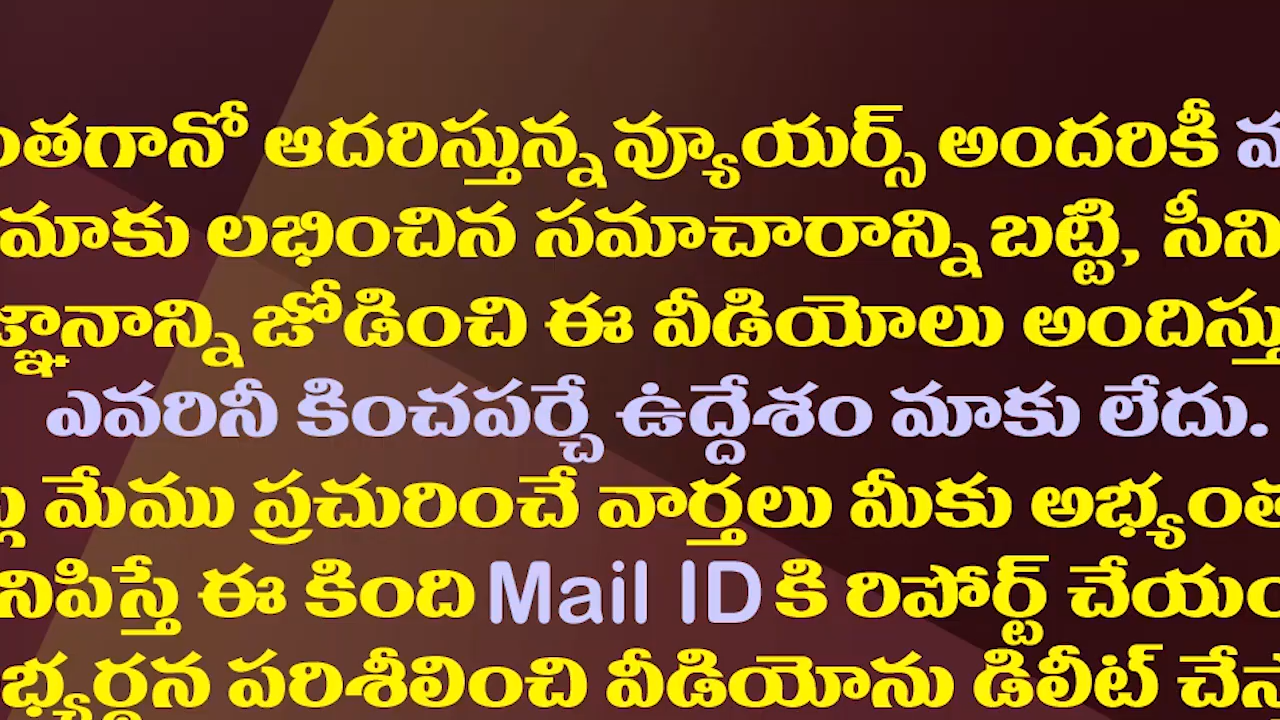 ఆదరిస్తున్న వ్యూయర్స్ అందరికీ
మాకు లభించిన సమాచారాన్ని బట్టి,
జోడించి ఈ వీడియోలు
ఎవరినీ కించపర్చే ఉద్దేశం మాకు లేదు.
మేము ప్రచురించే వార్తలు మీకు
ఈ కింది Mail ID కి రిపోర్ట్
పరిశీలించి వీడియోను డిలీట్